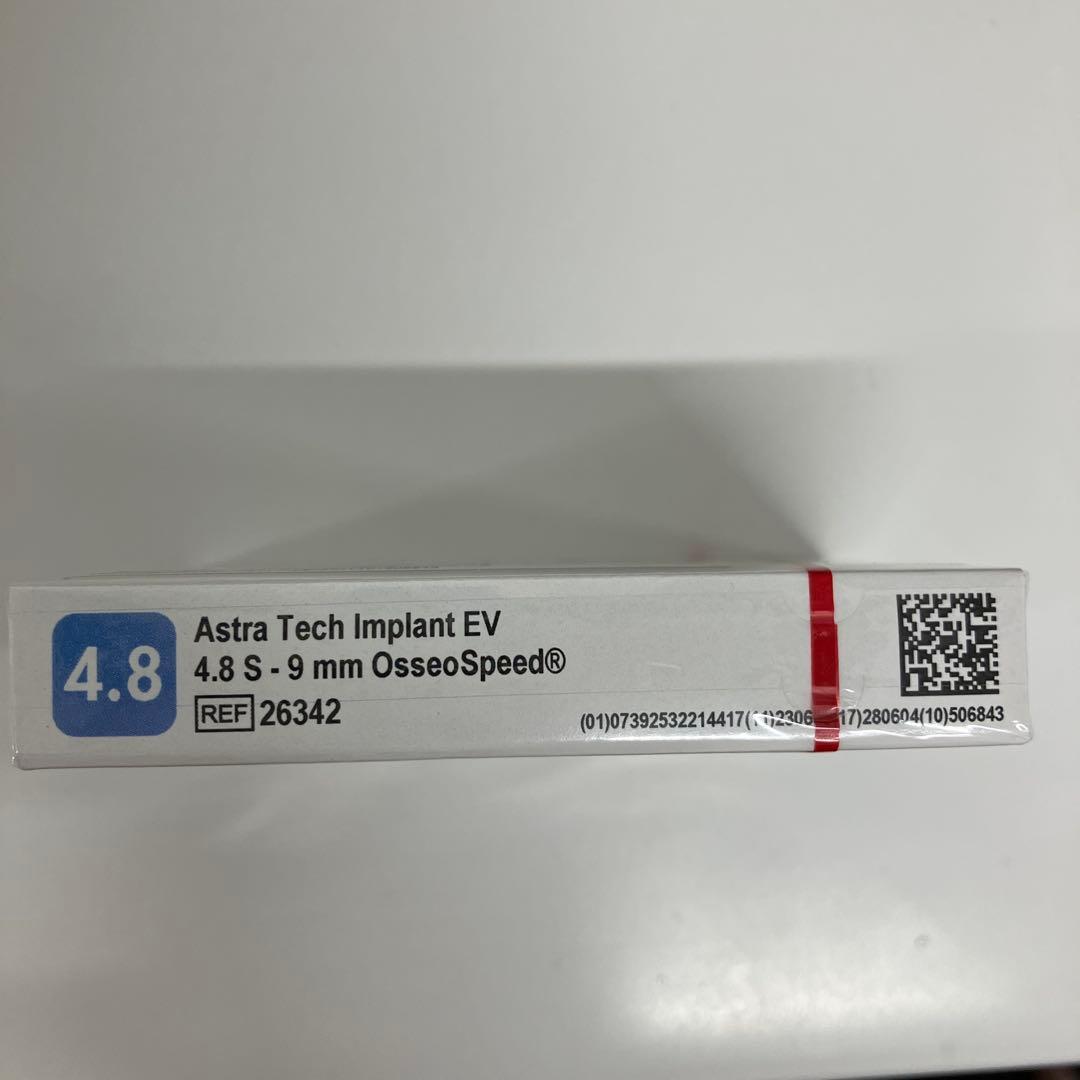 4.8
Astra Tech Implant EV
4.8 S - 9 mm OsseoSpeed®
REF 26342
(01)07392532214417(11)2306 17)280604(10)506843